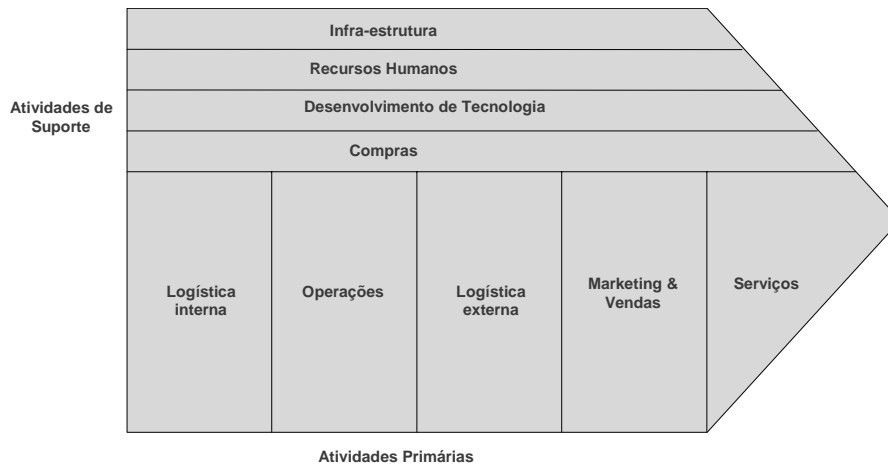 Infra-estrutura
Recursos Humanos
Desenvolvimento de Tecnologia
Compras
Atividades de
Suporte
Logística
interna
Operações
Logística
externa
Marketing &
Vendas
Serviços
Atividades Primárias